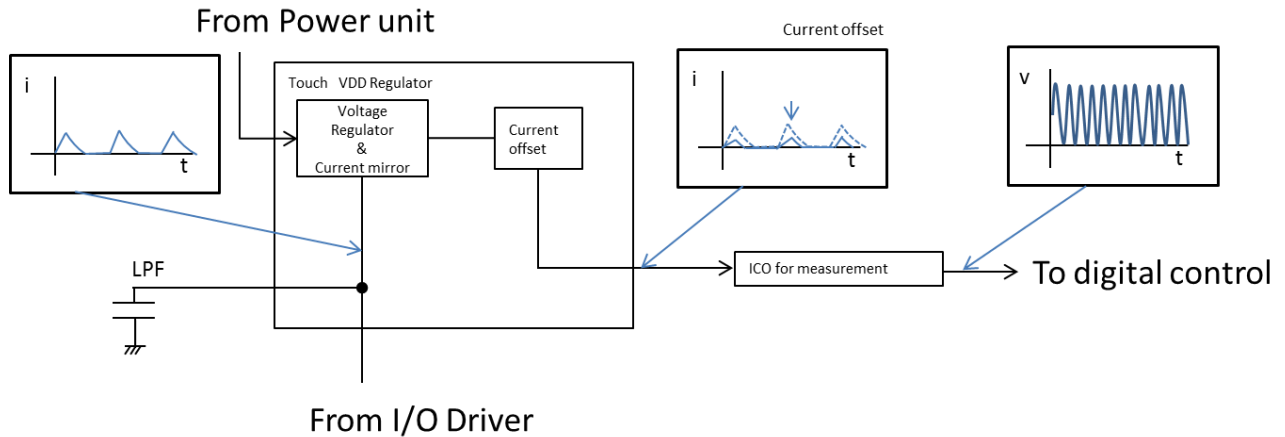 From Power unit
Current offset
i
t
Touch VDD Regulator
Voltage
Regulator
&
Current mirror
Current
offset
i
t
v
t
LPF
ICO for measurement
To digital control
From I/O Driver